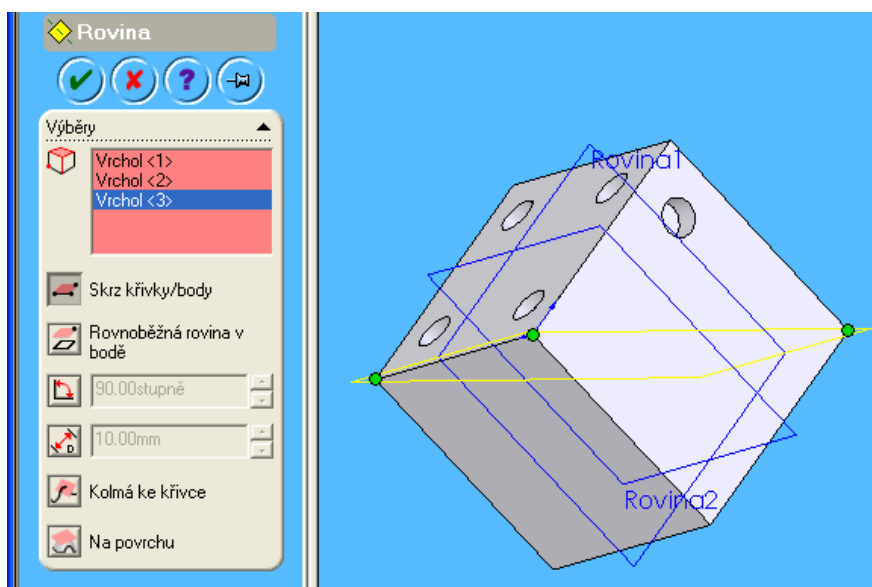 Rovina
?
Výběry
Vrchol <1>
Vrchol <2>
Vrchol <3>
Skrz křivky/body
Rovnoběžná rovina v
bodě
90.00stupně
D
10.00mm
Kolmá ke křivce
Na povrchu
Rovina1
Rovina2